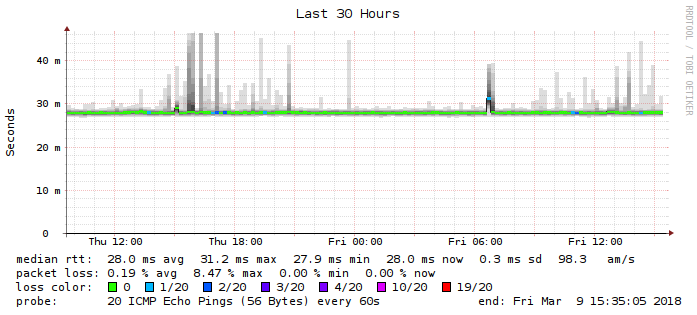 Last 30 Hours
RRDTOOL / TOBI OETIKER
Seconds
40 m
30 m
20 m
10 m
0
Thu 12:00 Thu 18:00 Fri 00:00 Fri 06:00 Fri 12:00
median rtt: 28.0 ms avg 31.2 ms max 27.9 ms min 28.0 ms now 0.3 ms sd 98.3 am/s
packet loss: 0.19 % avg 8.47 % max 0.00 % min 0.00 % now
loss color: 0 1/20 2/20 3/20 4/20 10/20 19/20
probe: 20 ICMP Echo Pings (56 Bytes) every 60s end: Fri Mar 9 15:35:05 2018